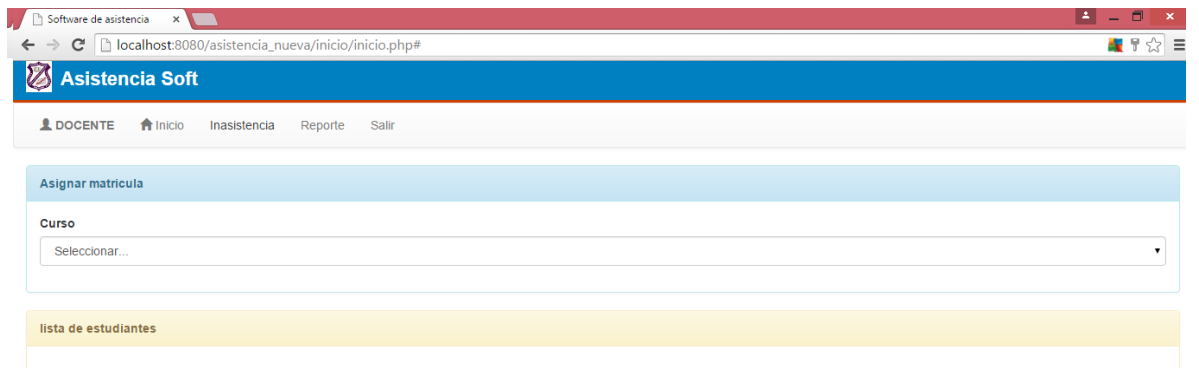 Software de asistencia
localhost:8080/asistencia_nueva/inicio/inicio.php#
Asistencia Soft
DOCENTE Inicio Inasistencia Reporte Salir
Asignar matricula
Curso
Seleccionar...
lista de estudiantes